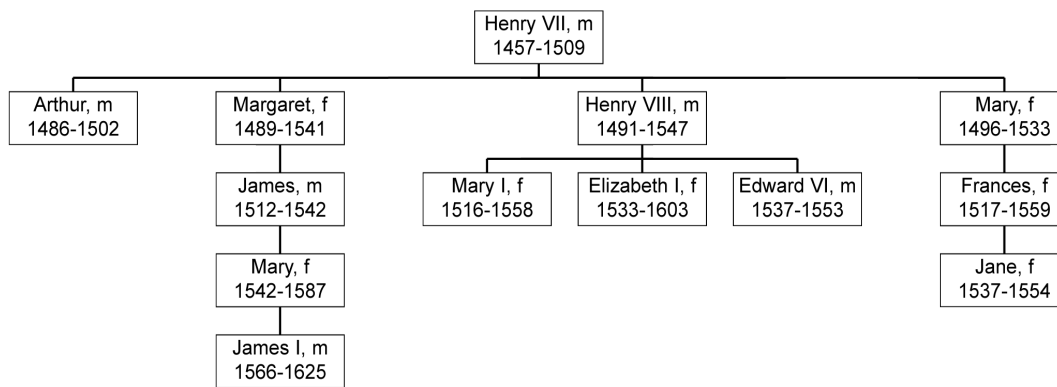 Henry VII, m
1457-1509
Arthur, m
1486-1502
Margaret, f
1489-1541
Henry VIII, m
1491-1547
Mary, f
1496-1533
James, m
1512-1542
Mary I, f
1516-1558
Elizabeth I, f
1533-1603
Edward VI, m
1537-1553
Frances, f
1517-1559
Mary, f
1542-1587
Jane, f
1537-1554
James I, m
1566-1625